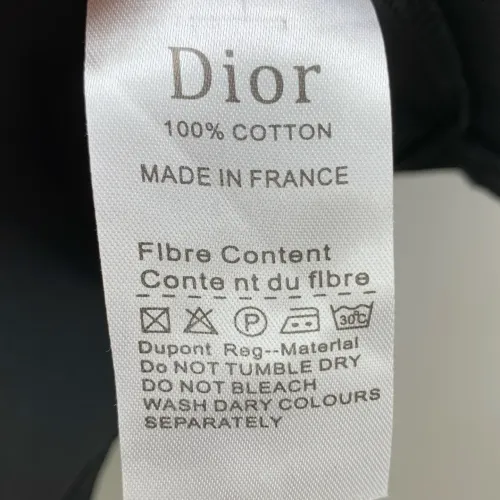 Dior
100% COTTON
MADE IN FRANCE
FIbre Content
Conte nt du fIbre
P 30℃
Dupont Reg--MaterIal
Do NOT TUMBLE DRY
DO NOT BLEACH
WASH DARY COLOURS
SEPARATELY